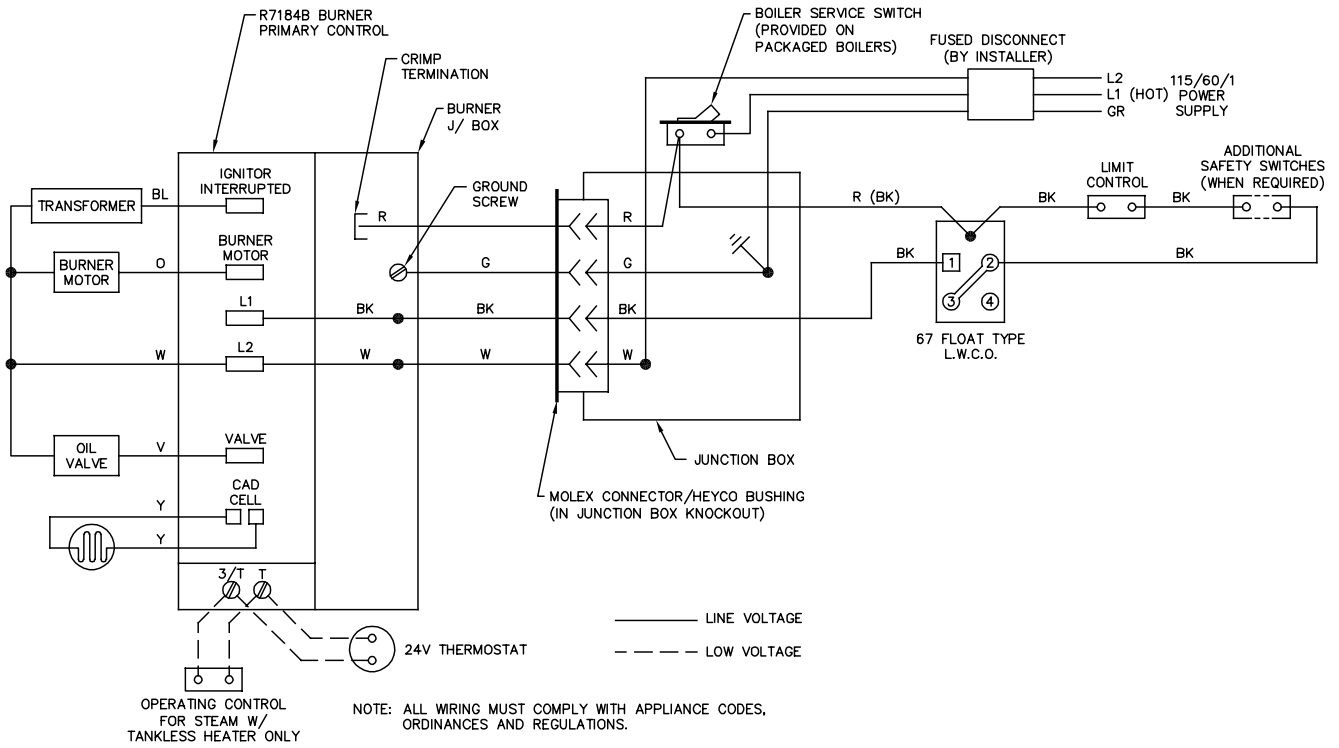 R7184B BURNER
PRIMARY CONTROL
CRIMP
TERMINATION
BURNER
J/ BOX
BOILER SERVICE SWITCH
(PROVIDED ON
PACKAGED BOILERS)
FUSED DISCONNECT
(BY INSTALLER)
L2
L1 (HOT)
GR
115/60/1
POWER
SUPPLY
IGNITOR
INTERRUPTED
TRANSFORMER
BL
R
GROUND
SCREW
R
R (BK)
BK
LIMIT
CONTROL
BK
ADDITIONAL
SAFETY SWITCHES
(WHEN REQUIRED)
BURNER
MOTOR
BURNER
MOTOR
O
G
G
BK
1
2
3
4
BK
L1
BK
BK
BK
67 FLOAT TYPE
L.W.C.O.
W
L2
W
W
W
OIL
VALVE
V
VALVE
JUNCTION BOX
CAD
CELL
Y
Y
MOLEX CONNECTOR/HEYCO BUSHING
(IN JUNCTION BOX KNOCKOUT)
3/T
T
24V THERMOSTAT
LINE VOLTAGE
LOW VOLTAGE
OPERATING CONTROL
FOR STEAM W/
TANKLESS HEATER ONLY
NOTE: ALL WIRING MUST COMPLY WITH APPLIANCE CODES,
ORDINANCES AND REGULATIONS.